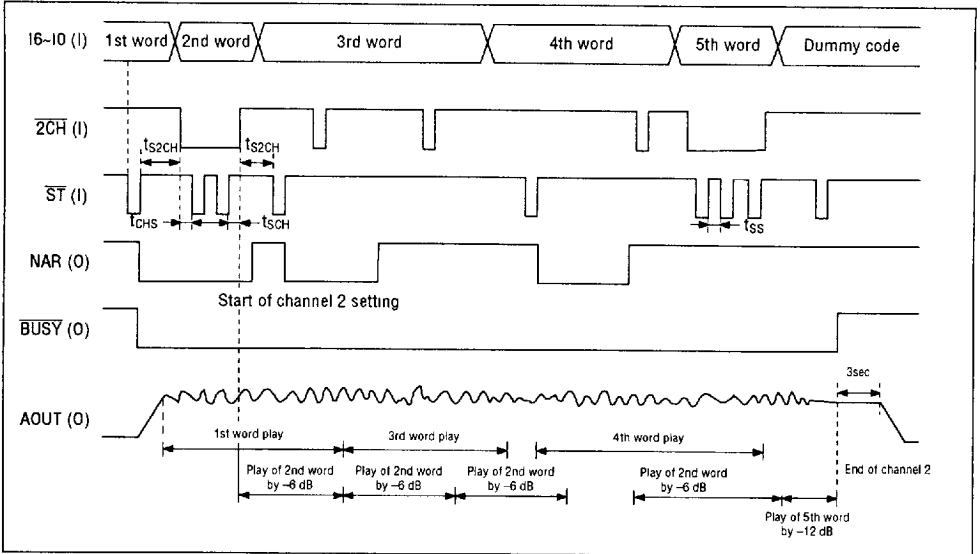 16~10 (I) 1st word 2nd word 3rd word 4th word 5th word Dummy code
2CH (I)
tS2CH tS2CH
ST (I)
tCHS tSCH tSS
NAR (O)
Start of channel 2 setting
BUSY (O)
3sec
AOUT (O)
1st word play 3rd word play 4th word play
Play of 2nd word Play of 2nd word Play of 2nd word Play of 2nd word End of channel 2
by –6 dB by –6 dB by –6 dB by –6 dB
Play of 5th word
by –12 dB